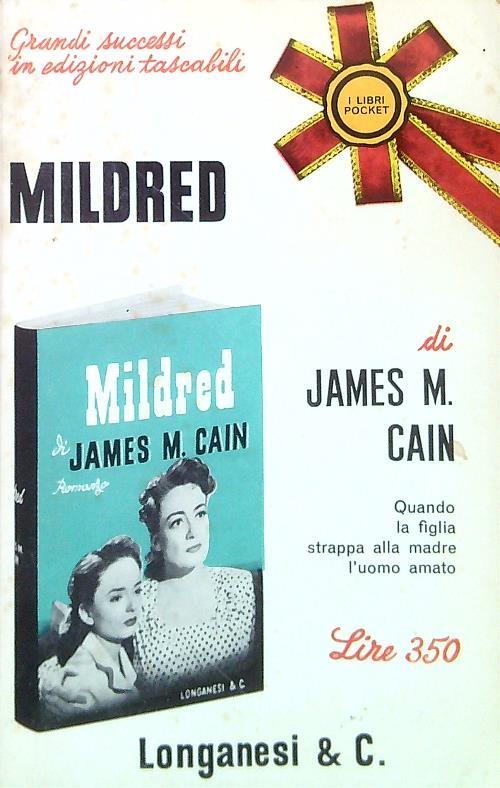 Grandi successi
in edizioni tascabili
I LIBRI
POCKET
MILDRED
Mildred
di JAMES M. CAIN
Romanzo
LONGANESI & C.
di
JAMES M.
CAIN
Quando
la figlia
strappa alla madre
l'uomo amato
Lire 350
Longanesi & C.